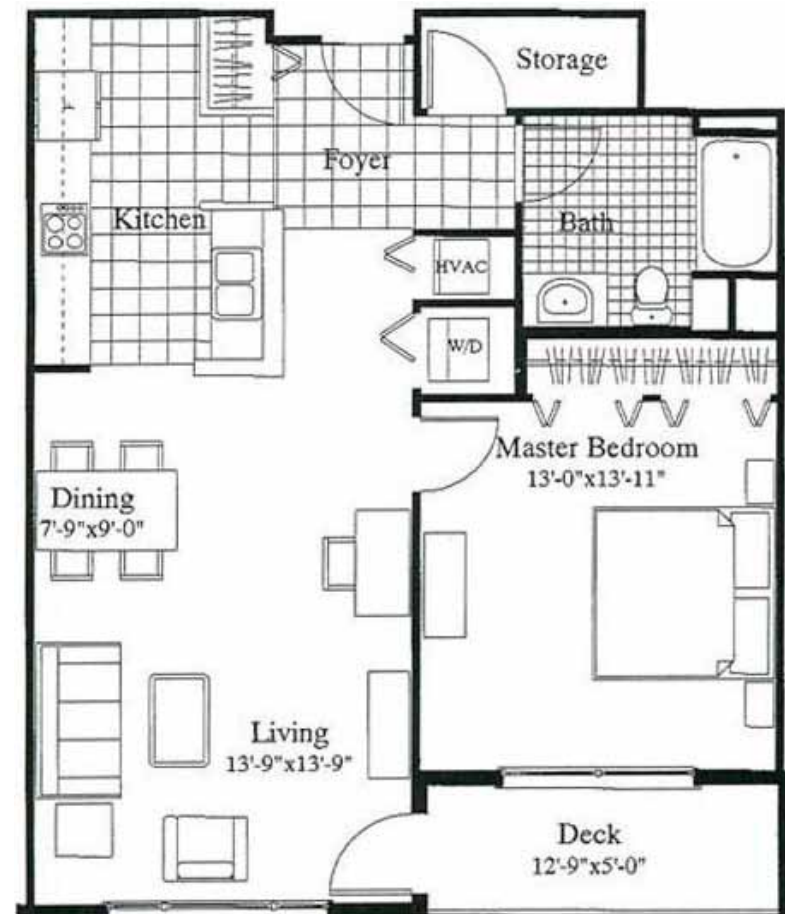 Storage
Foyer
Kitchen
Bath
HVAC
W/D
Master Bedroom
13'-0"x13'-11"
Dining
7'-9"x9'-0"
Living
13'-9"x13'-9"
Deck
12'-9"x5'-0"